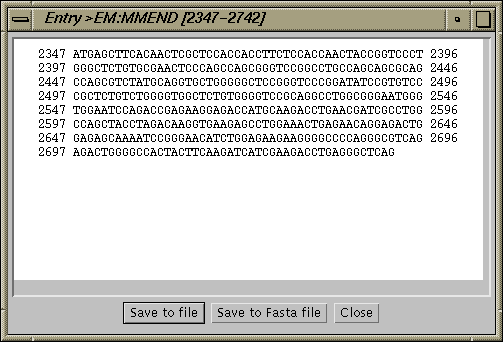 Entry >EM:MMEND [2347-2742]
2347 ATGAGCTTCACAACTCGCTCCACCACCTTCTCCACCAACTACCGGTCCCT 2396
2397 GGGCTCTGTGCGAACTCCCAGCCAGCGGGTCCGGCCTGCCAGCAGCGCAG 2446
2447 CCAGCGTCTATGCAGGTGCTGGGGGCTCCGGGTCCCGGATATCCGTGTCC 2496
2497 CGCTCTGTCTGGGGTGGCTCTGTGGGGTCCGCAGGCCTGGCGGGAATGGG 2546
2547 TGGAATCCAGACCGAGAAGGAGACCATGCAAGACCTGAACGATCGCCTGG 2596
2597 CCAGCTACCTAGACAAGGTGAAGAGCCTGGAAACTGAGAACAGGAGACTG 2646
2647 GAGAGCAAAATCCGGGAACATCTGGAGAAGAAGGGGCCCCAGGGCGTCAG 2696
2697 AGACTGGGGCCACTACTTCAAGATCATCGAAGACCTGAGGGCTCAG
Save to file Save to Fasta file Close